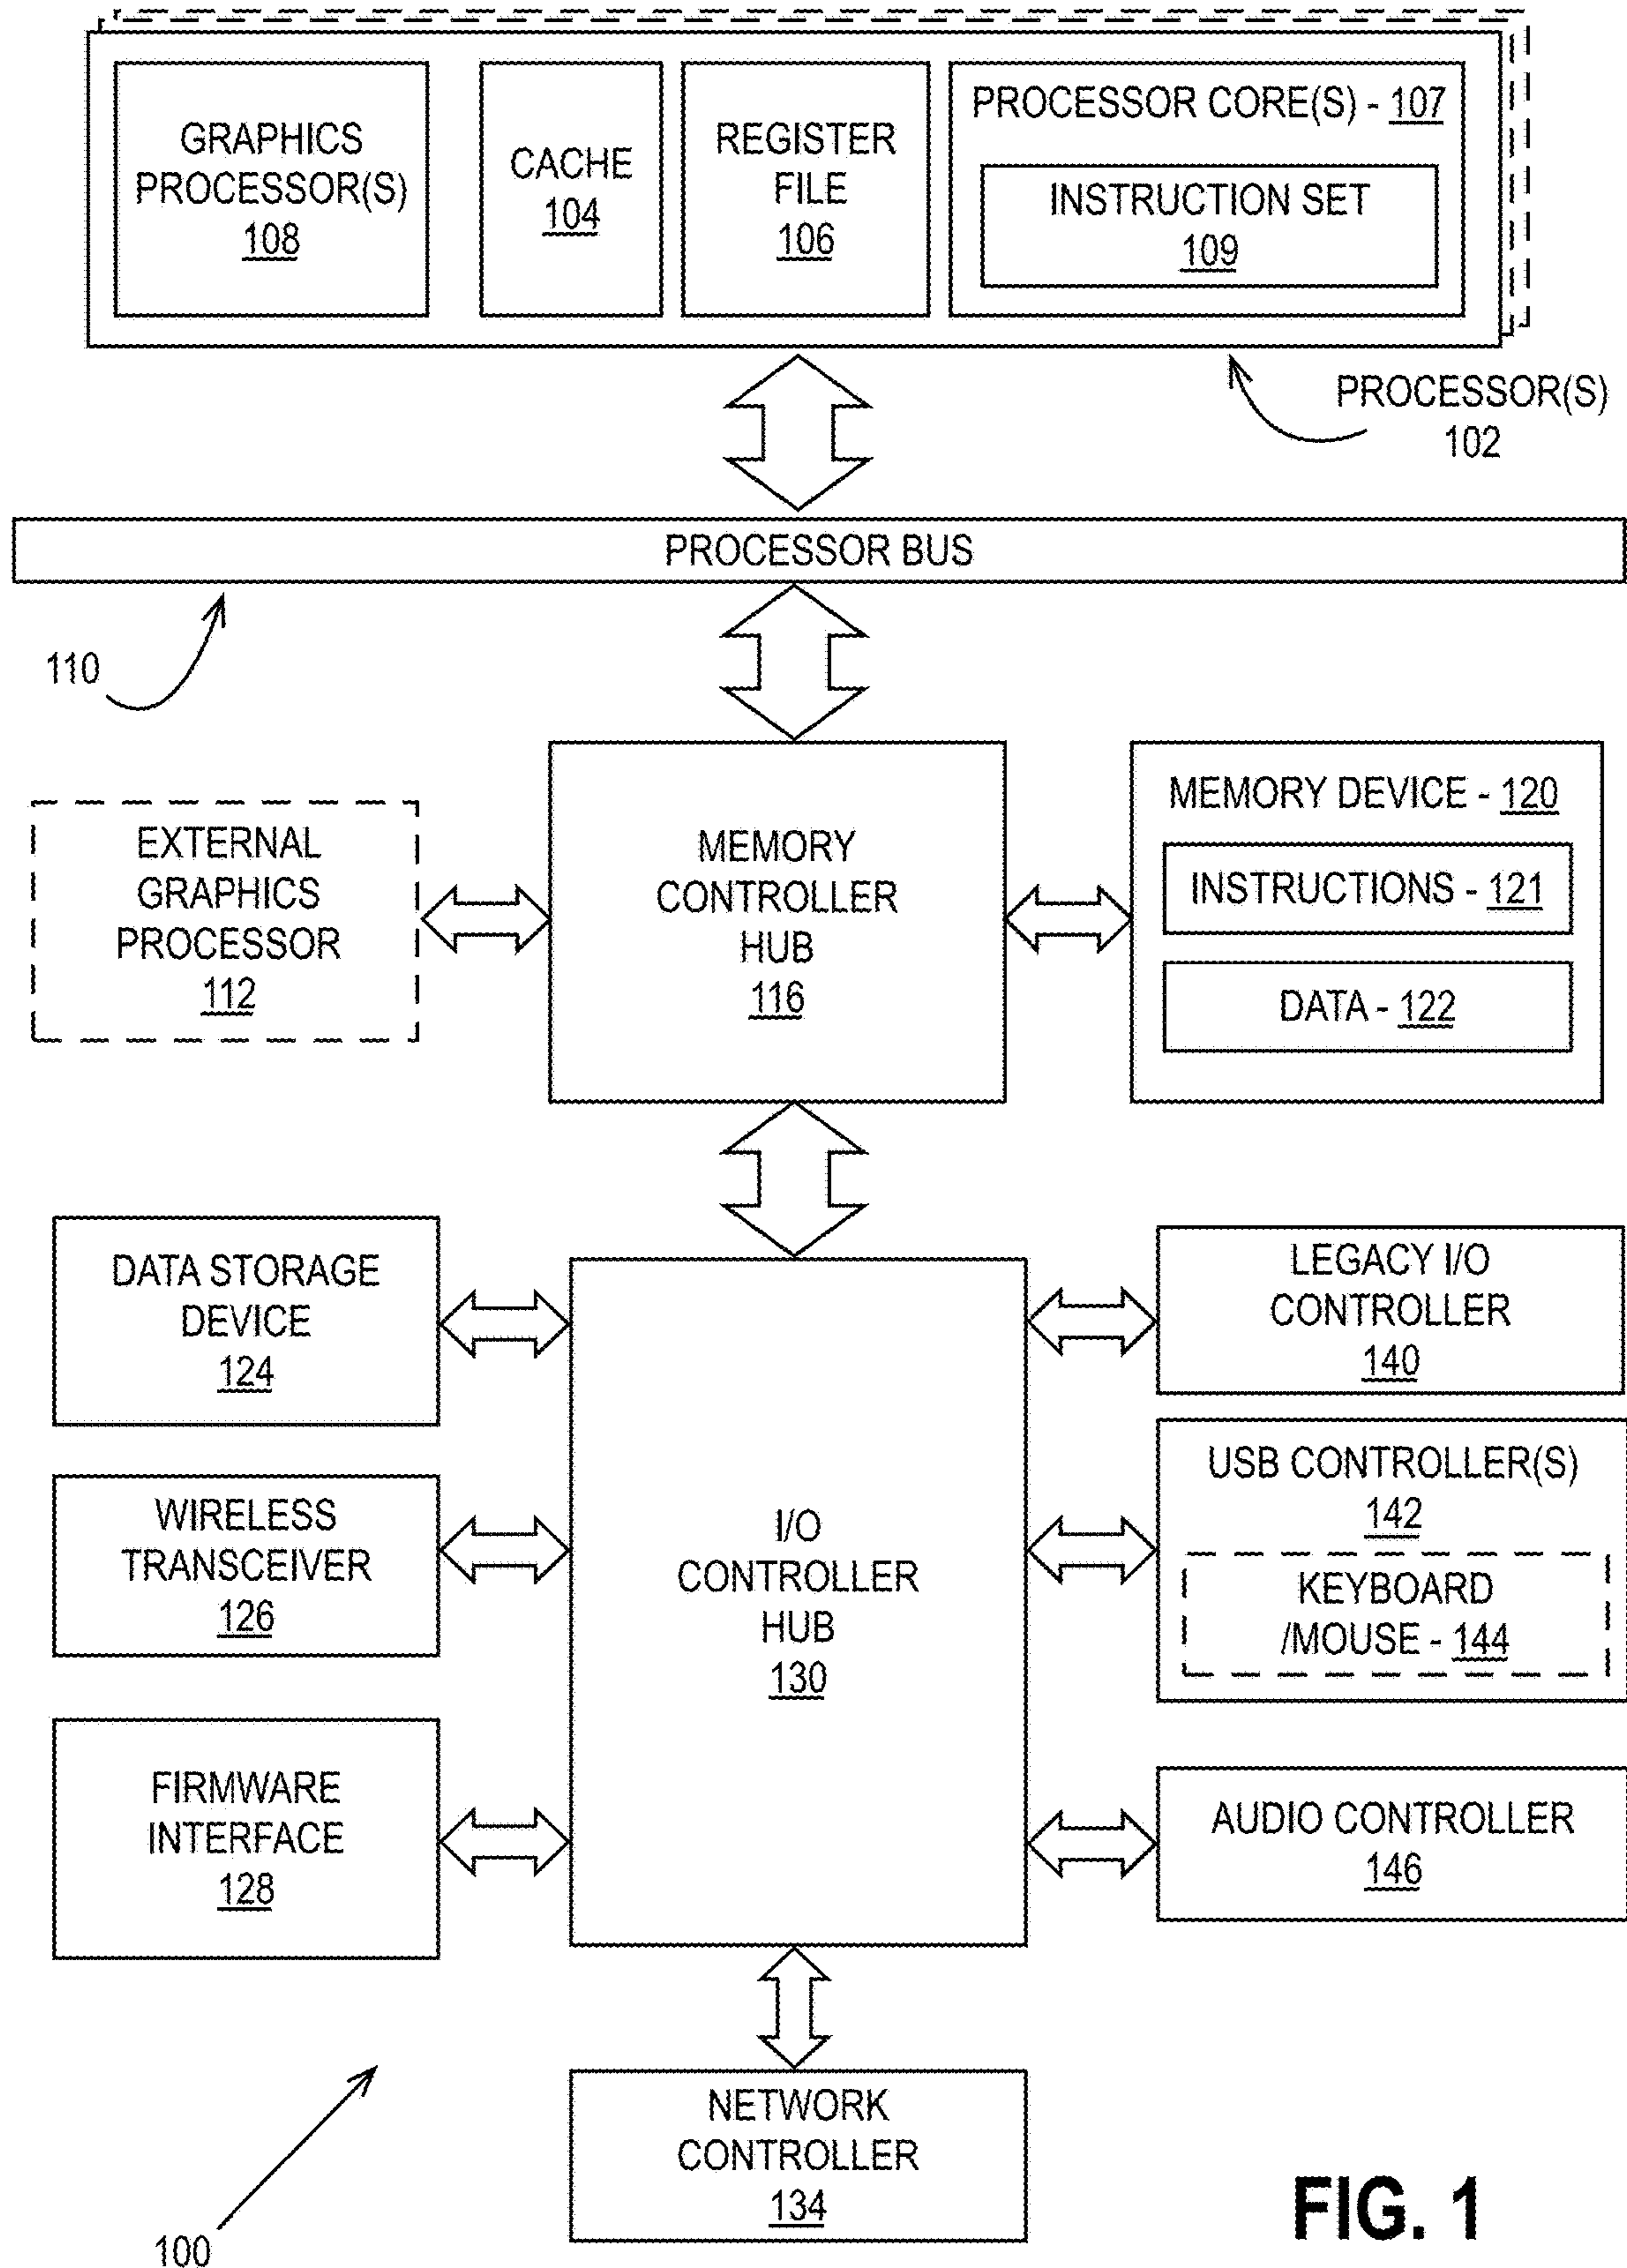 GRAPHICS
PROCESSOR(S)
108
CACHE
104
REGISTER
FILE
106
PROCESSOR CORE(S) - 107
INSTRUCTION SET
109
PROCESSOR(S)
102
PROCESSOR BUS
110
EXTERNAL
GRAPHICS
PROCESSOR
112
MEMORY
CONTROLLER
HUB
116
MEMORY DEVICE - 120
INSTRUCTIONS - 121
DATA - 122
DATA STORAGE
DEVICE
124
WIRELESS
TRANSCEIVER
126
FIRMWARE
INTERFACE
128
I/O
CONTROLLER
HUB
130
LEGACY I/O
CONTROLLER
140
USB CONTROLLER(S)
142
KEYBOARD
/MOUSE - 144
AUDIO CONTROLLER
146
NETWORK
CONTROLLER
134
100
FIG. 1